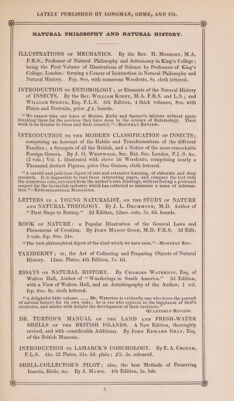 LATELY PUBLISHED BY LONGMAN, ORME, AND CO.
NATURAL PHILOSOPHY AND NATURAL HISTORY.
ILLUSTRATIONS OF MECHANICS. By the Rev. H. MOSELEY, M.A.
F.R.S., Professor of Natural Philosophy and Astronomy in King's College;
being the First Volume of Illustrations of Science by Professors of King's
College, London: forming a Course of Instruction in Natural Philosophy and
Natural History. Fcp. 8vo. with numerous Woodcuts, 8s. cloth lettered.
INTRODUCTION TO ENTOMOLOGY; or Elements of the Natural History
of INSECTS. By the Rev. WILLIAM KIRBY, M.A. F.R.S. and L.S.; and
WILLIAM SPENCE, Esq. F.L.S. 5th Edition, 4 thick volumes, 8vo. with
Plates and Portraits, price £4. boards.
"We cannot take our leave of Messrs. Kirby and Spence's labours without again
thanking them for the services they have done to the science of Entomology. Their
work is an honour to them and their country."—MONTHLY REVIEW.
INTRODUCTION TO THE MODERN CLASSIFICATION OF INSECTS;
comprising an Account of the Habits and Transformations of the different
Families; a Synopsis of all the British, and a Notice of the more remarkable
Foreign Genera. By J. O. WESTWOOD, Sec. Ent. Soc. London, F.L.S. &c.
(2 vols.) Vol. I. illustrated with above 50 Woodcuts, comprising nearly a
Thousand distinct Figures, price One Guinea, cloth lettered.
"A careful and judicious digest of rare and extensive learning, of elaborate and deep
research. It is impossible to read these interesting pages, and compare the text with
the numerous cuts, executed from the author's own drawings, without feeling a profound
respect for the invincible industry which has collected so immense a mass of informa-
tion."—ENTOMOLOGICAL MAGAZINE.
LETTERS TO A YOUNG NATURALIST, ON THE STUDY OF NATURE
AND NATURAL THEOLOGY. By J. L. DRUMMOND, M.D. Author of
"First Steps to Botany." 2d Edition, 12mo. cuts, 7s. 6d. boards.
BOOK OF NATURE: a Popular Illustration of the General Laws and
Phænomena of Creation. By JOHN MASON GOOD, M.D. F.R.S. 3d Edit.
3 vols. fcp. 8vo. 24s.
"The best philosophical digest of the kind which we have seen."—MONTHLY REV.
TAXIDERMY; or, the Art of Collecting and Preparing Objects of Natural
History. 12mo. Plates, 4th Edition, 7s. 6d.
ESSAYS ON NATURAL HISTORY. By CHARLES WATERTON, Esq. of
Walton Hall, Author of "Wanderings in South America." 2d Edition,
with a View of Walton Hall, and an Autobiography of the Author, 1 vol.
fcp. 8vo. 8s. cloth lettered.
"A delightful little volume. .... Mr. Waterton is evidently one who loves the pursuit
of natural history for its own sake; he is one who rejoices in the happiness of God's
creatures, and marks with delight the development of their instincts."
QUARTERLY REVIEW.
DR. TURTON'S MANUAL OF THE LAND AND FRESH-WATER
SHELLS OF THE BRITISH ISLANDS. A New Edition, thoroughly
revised, and with considerable Additions. By JOHN EDWARD GRAY, Esq.
of the British Museum.
INTRODUCTION TO LAMARCK'S CONCHOLOGY. By E. A. CROUCH,
F.L.S. 4to. 22 Plates, 31s. 6d. plain; £3. 3s. coloured.
SHELL-COLLECTOR'S PILOT; also, the best Methods of Preserving
Insects, Birds, &c. By J. MAWE. 4th Edition, 5s. bds.